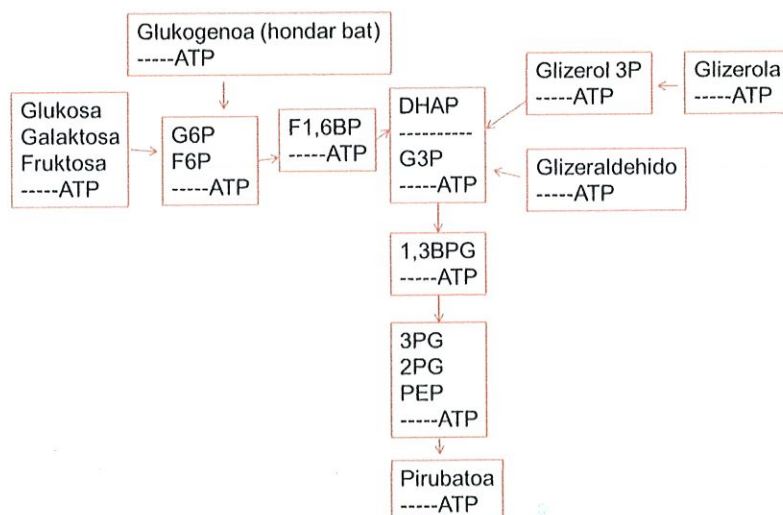 Glukogenoa (hondar bat)
-----ATP
Glukosa
Galaktosa
Fruktosa
-----ATP
G6P
F6P
-----ATP
F1,6BP
-----ATP
DHAP
----------
G3P
-----ATP
Glizerol 3P
-----ATP
Glizerola
-----ATP
Glizeraldehido
-----ATP
1,3BPG
-----ATP
3PG
2PG
PEP
-----ATP
Pirubatoa
-----ATP